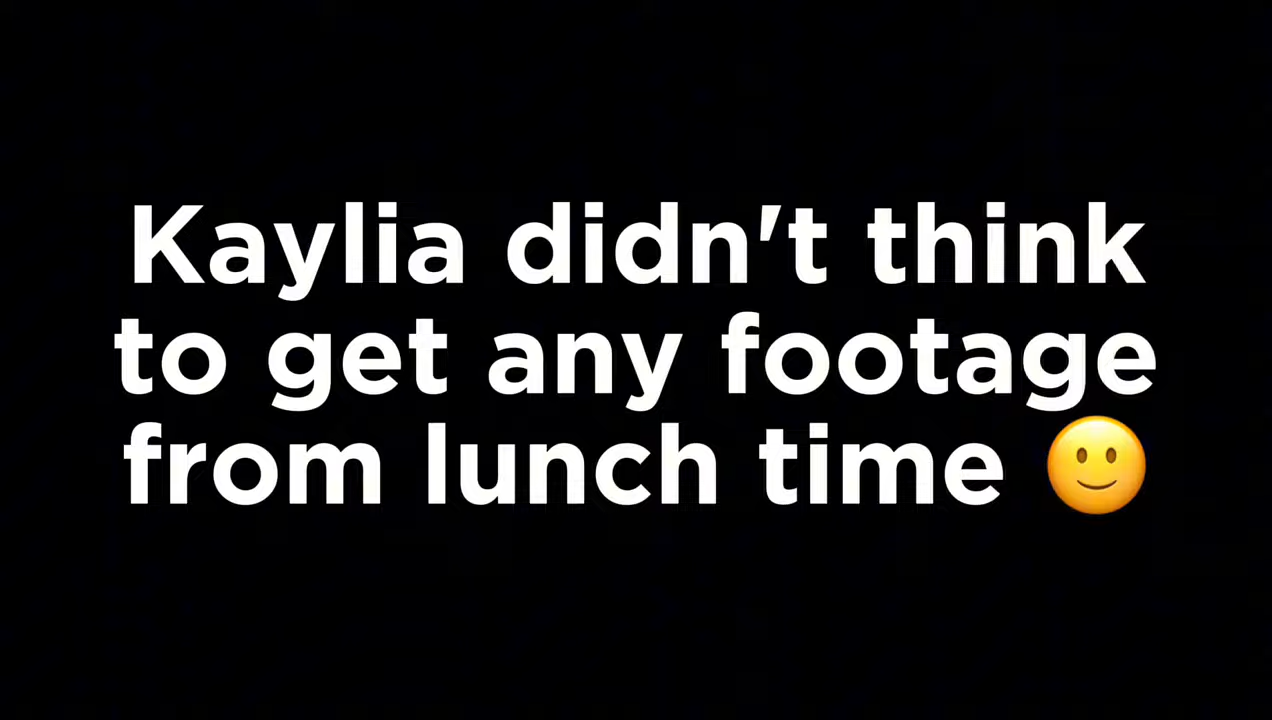 Kaylia didn't think
to get any footage
from lunch time 🙂